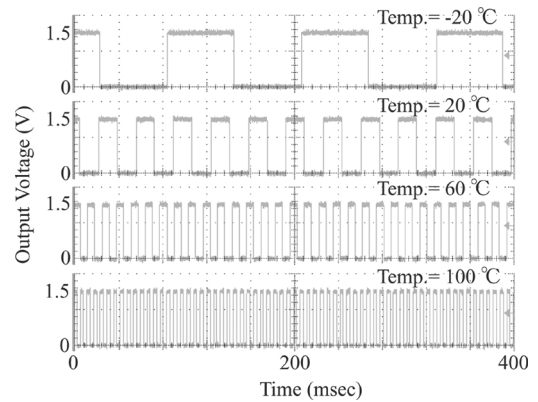 Temp.= -20 ℃
1.5
0
Temp.= 20 ℃
1.5
0
Temp.= 60 ℃
1.5
0
Temp.= 100 ℃
1.5
0
0 200 400
Time (msec)
Output Voltage (V)